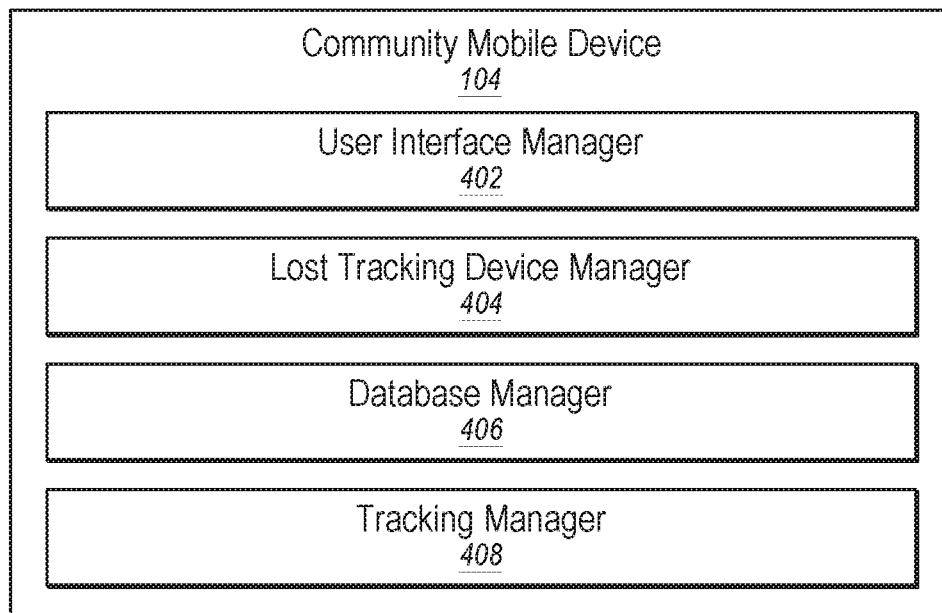 Community Mobile Device
104
User Interface Manager
402
Lost Tracking Device Manager
404
Database Manager
406
Tracking Manager
408